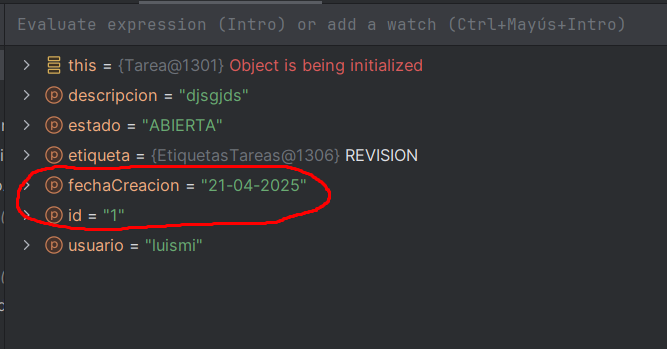 Evaluate expression (Intro) or add a watch (Ctrl+Mayús+Intro)
this = {Tarea@1301} Object is being initialized
descripcion = "djsgjds"
estado = "ABIERTA"
etiqueta = {EtiquetasTareas@1306} REVISION
fechaCreacion = "21-04-2025"
id = "1"
usuario = "luismi"